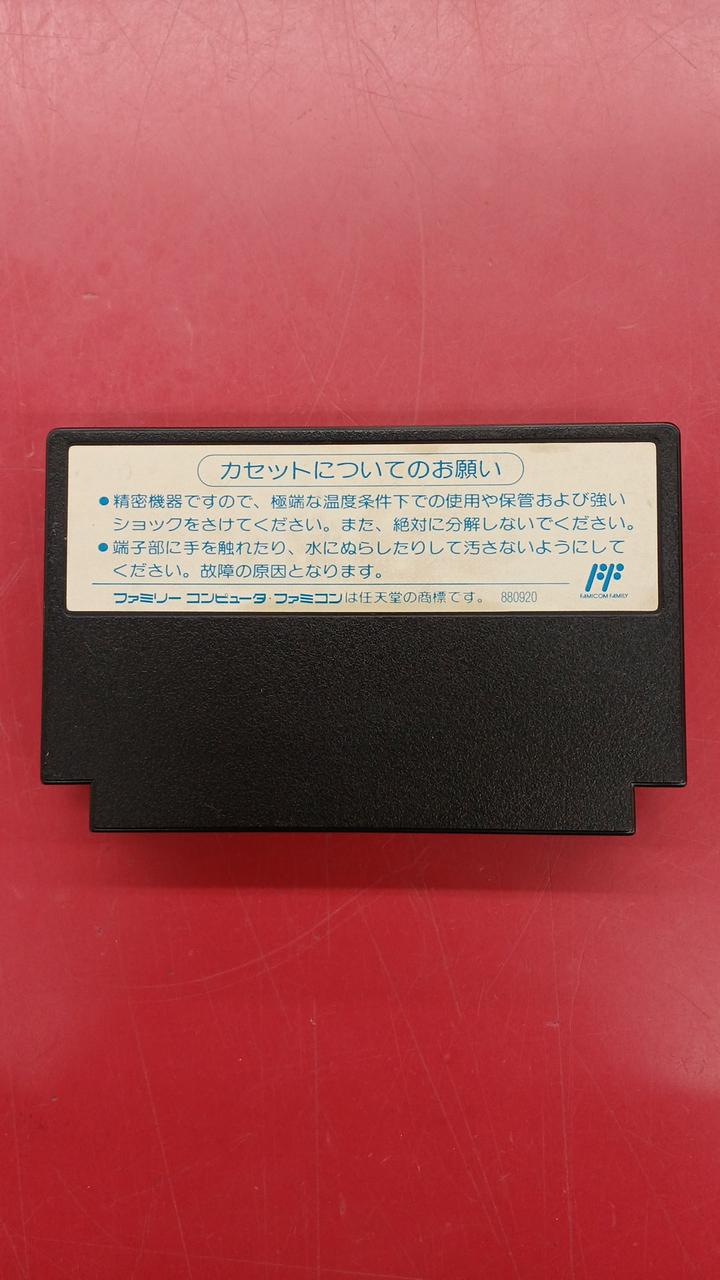 カセットについてのお願い
●精密機器ですので、極端な温度条件下での使用や保管および強い
ショックをさけてください。また、絶対に分解しないでください。
●端子部に手を触れたり、水にぬらしたりして汚さないようにして
ください。故障の原因となります。
ファミリーコンピュータ・ファミコンは任天堂の商標です。 880920
FAMICOM FAMILY